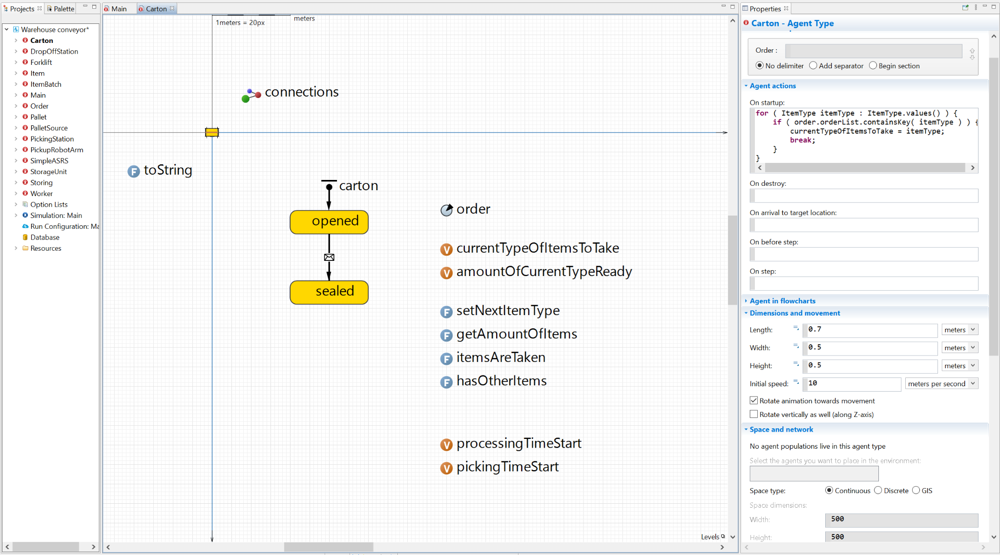 Projects
Palette
Warehouse conveyor*
Carton
DropOffStation
Forklift
Item
ItemBatch
Main
Order
Pallet
PalletSource
PickingStation
PickupRobotArm
SimpleASRS
StorageUnit
Storing
Worker
Option Lists
Simulation: Main
Run Configuration: Ma
Database
Resources
Main
Carton
1meters = 20px
meters
connections
F toString
carton
opened
sealed
order
V currentTypeOfItemsToTake
V amountOfCurrentTypeReady
F setNextItemType
F getAmountOfItems
F itemsAreTaken
F hasOtherItems
V processingTimeStart
V pickingTimeStart
Levels
Properties
Carton - Agent Type
Order :
No delimiter Add separator Begin section
Agent actions
On startup:
for ( ItemType itemType : ItemType.values() ) {
if ( order.orderList.containsKey( itemType ) ) {
currentTypeOfItemsToTake = itemType;
break;
}
}
On destroy:
On arrival to target location:
On before step:
On step:
Agent in flowcharts
Dimensions and movement
Length: 0.7 meters
Width: 0.5 meters
Height: 0.5 meters
Initial speed: 10 meters per second
Rotate animation towards movement
Rotate vertically as well (along Z-axis)
Space and network
No agent populations live in this agent type
Select the agents you want to place in the environment:
Space type: Continuous Discrete GIS
Space dimensions:
Width: 500
Height: 500